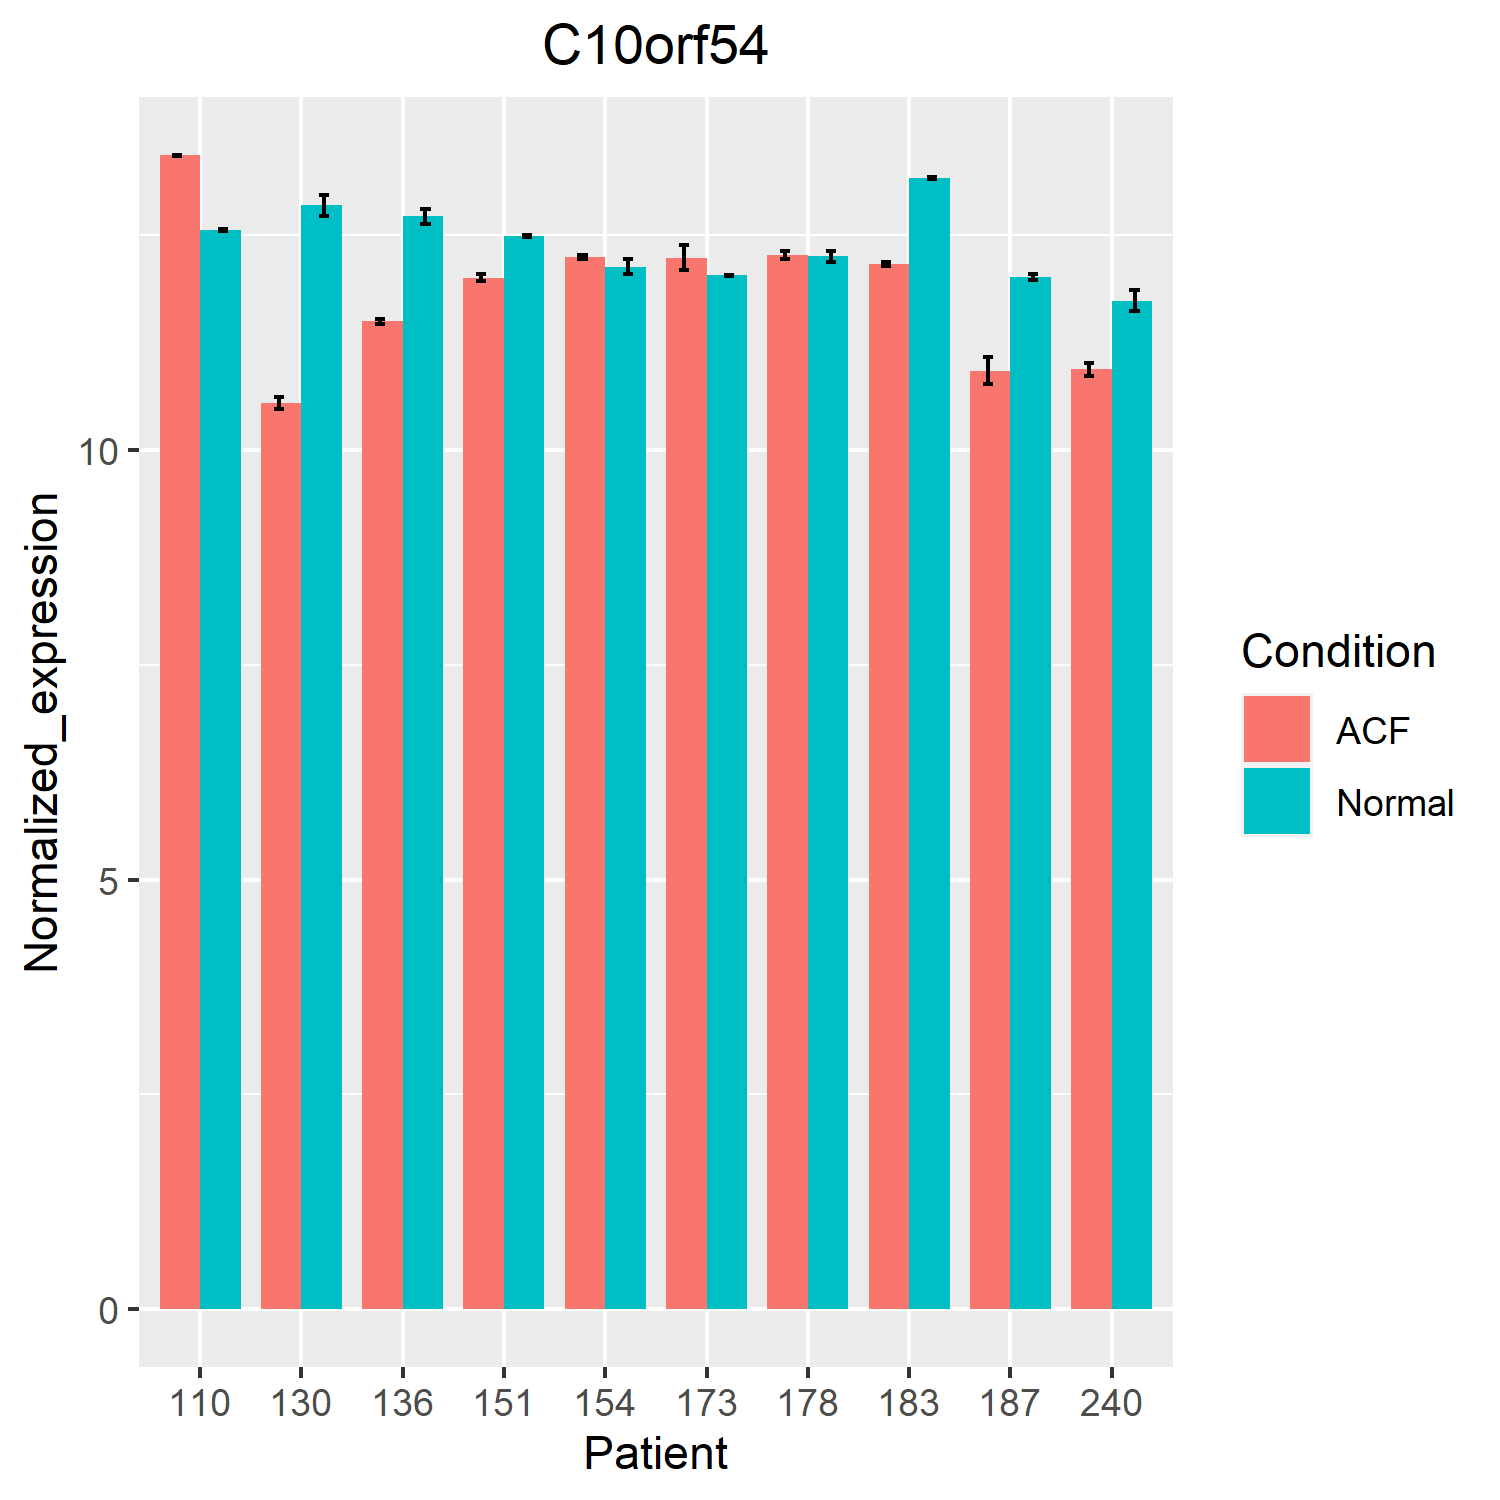 C10orf54
Normalized_expression
10
5
0
110 130 136 151 154 173 178 183 187 240
Patient
Condition
ACF
Normal